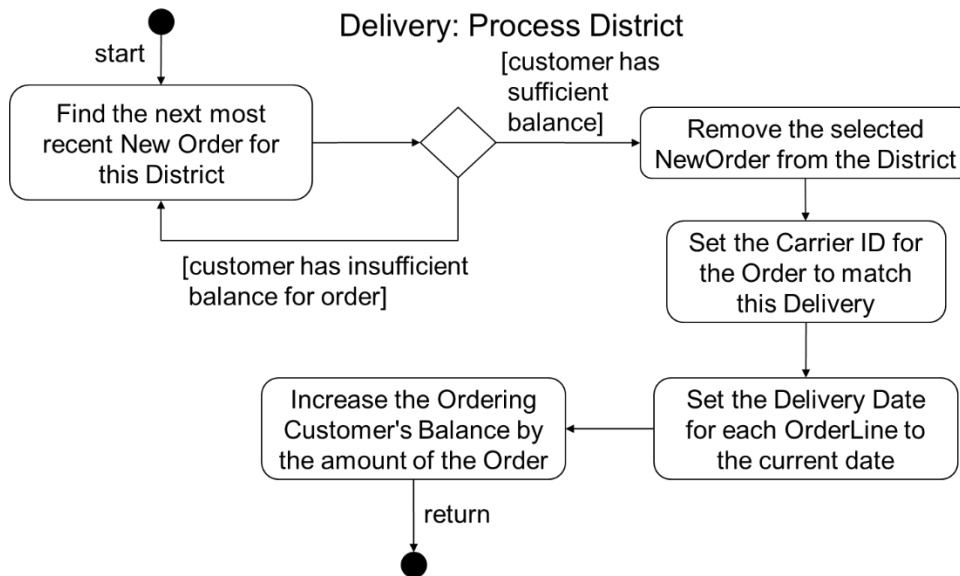 Delivery: Process District
start
Find the next most
recent New Order for
this District
[customer has
sufficient
balance]
[customer has insufficient
balance for order]
Remove the selected
NewOrder from the District
Set the Carrier ID for
the Order to match
this Delivery
Set the Delivery Date
for each OrderLine to
the current date
Increase the Ordering
Customer's Balance by
the amount of the Order
return